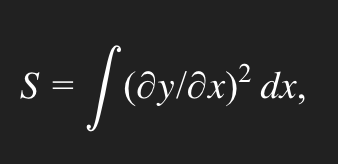 S = ∫ (∂y/∂x)² dx,